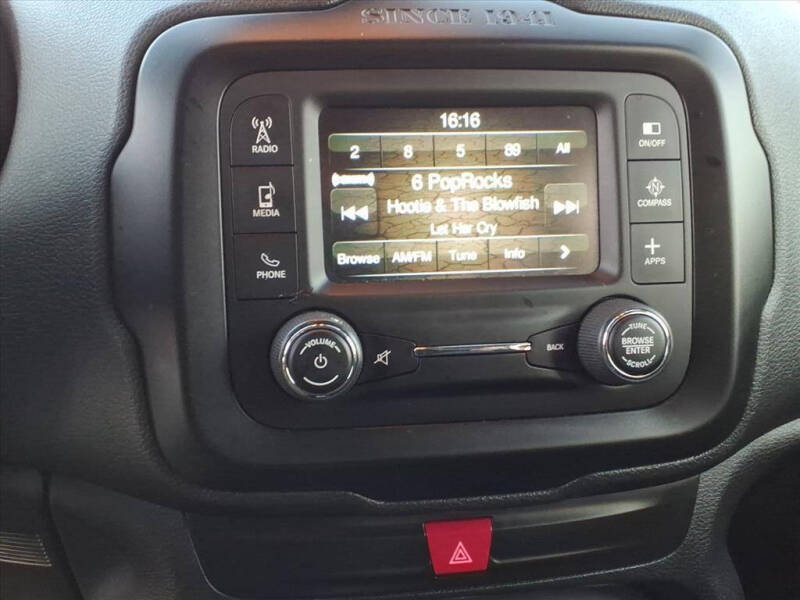 SINCE 1941
RADIO
MEDIA
PHONE
16:16
2 8 5 89 All
6 PopRocks
Hootie & The Blowfish
Let Her Cry
Browse AM/FM Tune Info >
ON/OFF
COMPASS
+
APPS
VOLUME
BACK
TUNE
BROWSE
ENTER
SCROLL